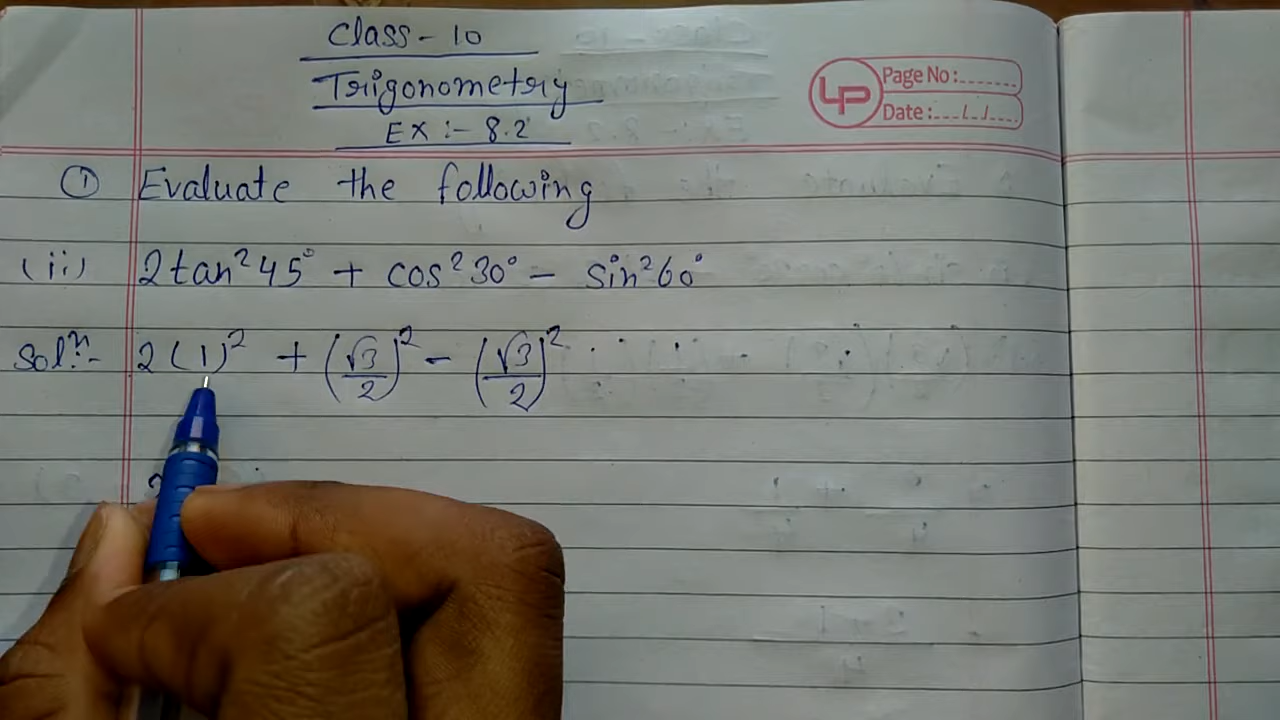 Class - 10
Trigonometry
Ex :- 8.2
LP
Page No :.......
Date :..../../....
① Evaluate the following
(ii) 2tan²45° + cos²30° - sin²60°
Solⁿ:- 2(1)² + (√3/2)² - (√3/2)²